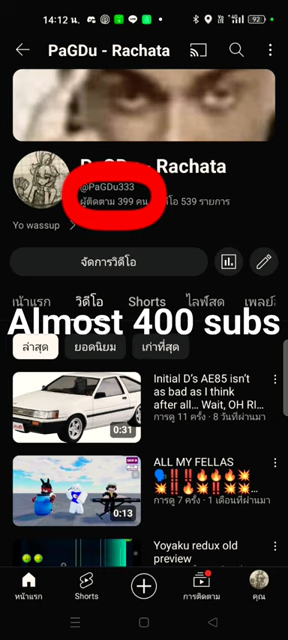 14:12 น.
92
PaGDu - Rachata
Rachata
@PaGDu333
ผู้ติดตาม 399 คน
539 รายการ
Yo wassup
จัดการวิดีโอ
วิดีโอ Shorts ไลฟ์สด
Almost 400 subs
ล่าสุด ยอดนิยม เก่าที่สุด
Initial D's AE85 isn't
as bad as I think
after all... Wait, OH RI...
การดู 11 ครั้ง · 8 วันที่ผ่านมา
0:31
ALL MY FELLAS
🗣️‼️‼️🔥🔥🔥🔥
การดู 7 ครั้ง · 1 เดือนที่ผ่านมา
0:13
Yoyaku redux old
preview
หน้าแรก Shorts การติดตาม คุณ